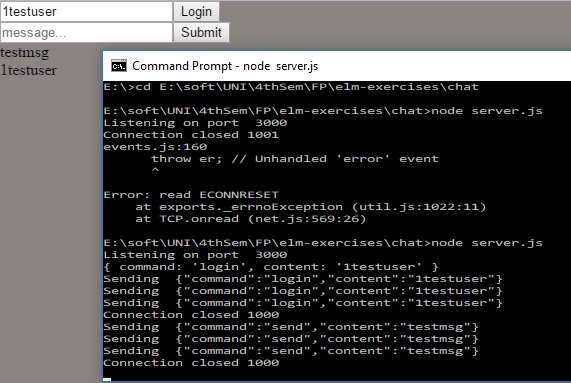 1testuser Login
message... Submit
testmsg
1testuser
Command Prompt - node server.js
E:\>cd E:\soft\UNI\4thSem\FP\elm-exercises\chat
E:\soft\UNI\4thSem\FP\elm-exercises\chat>node server.js
Listening on port  3000
Connection closed 1001
events.js:160
      throw er; // Unhandled 'error' event
      ^
Error: read ECONNRESET
    at exports._errnoException (util.js:1022:11)
    at TCP.onread (net.js:569:26)
E:\soft\UNI\4thSem\FP\elm-exercises\chat>node server.js
Listening on port  3000
{ command: 'login', content: '1testuser' }
Sending  {"command":"login","content":"1testuser"}
Sending  {"command":"login","content":"1testuser"}
Sending  {"command":"login","content":"1testuser"}
Connection closed 1000
Sending  {"command":"send","content":"testmsg"}
Sending  {"command":"send","content":"testmsg"}
Sending  {"command":"send","content":"testmsg"}
Connection closed 1000